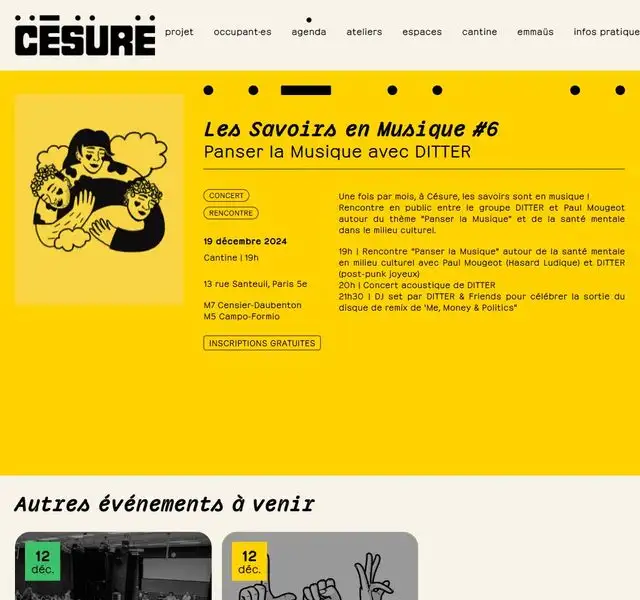 CÉSURE
projet occupant·es agenda ateliers espaces cantine emmaüs infos pratique
Les Savoirs en Musique #6
Panser la Musique avec DITTER
CONCERT
RENCONTRE
19 décembre 2024
Cantine | 19h
13 rue Santeuil, Paris 5e
M7 Censier-Daubenton
M5 Campo-Formio
INSCRIPTIONS GRATUITES
Une fois par mois, à Césure, les savoirs sont en musique !
Rencontre en public entre le groupe DITTER et Paul Mougeot
autour du thème "Panser la Musique" et de la santé mentale
dans le milieu culturel.
19h | Rencontre "Panser la Musique" autour de la santé mentale
en milieu culturel avec Paul Mougeot (Hasard Ludique) et DITTER
(post-punk joyeux)
20h | Concert acoustique de DITTER
21h30 | DJ set par DITTER & Friends pour célébrer la sortie du
disque de remix de 'Me, Money & Politics"
Autres événements à venir
12
déc.
12
déc.